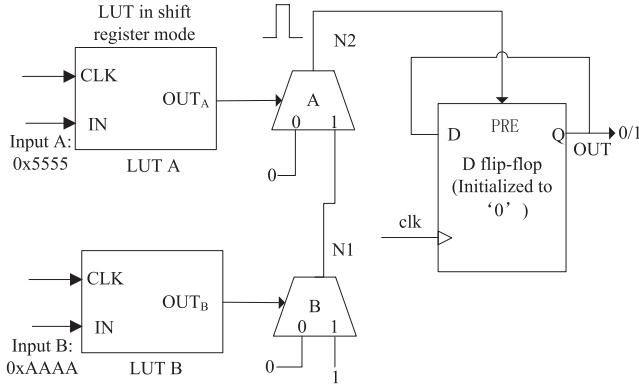 LUT in shift
register mode
CLK
IN
OUTA
Input A:
0x5555
LUT A
A
0 1
0
N2
PRE
D
Q
OUT
0/1
D flip-flop
(Initialized to
‘0’)
clk
N1
CLK
IN
OUTB
Input B:
0xAAAA
LUT B
B
0 1
0
1